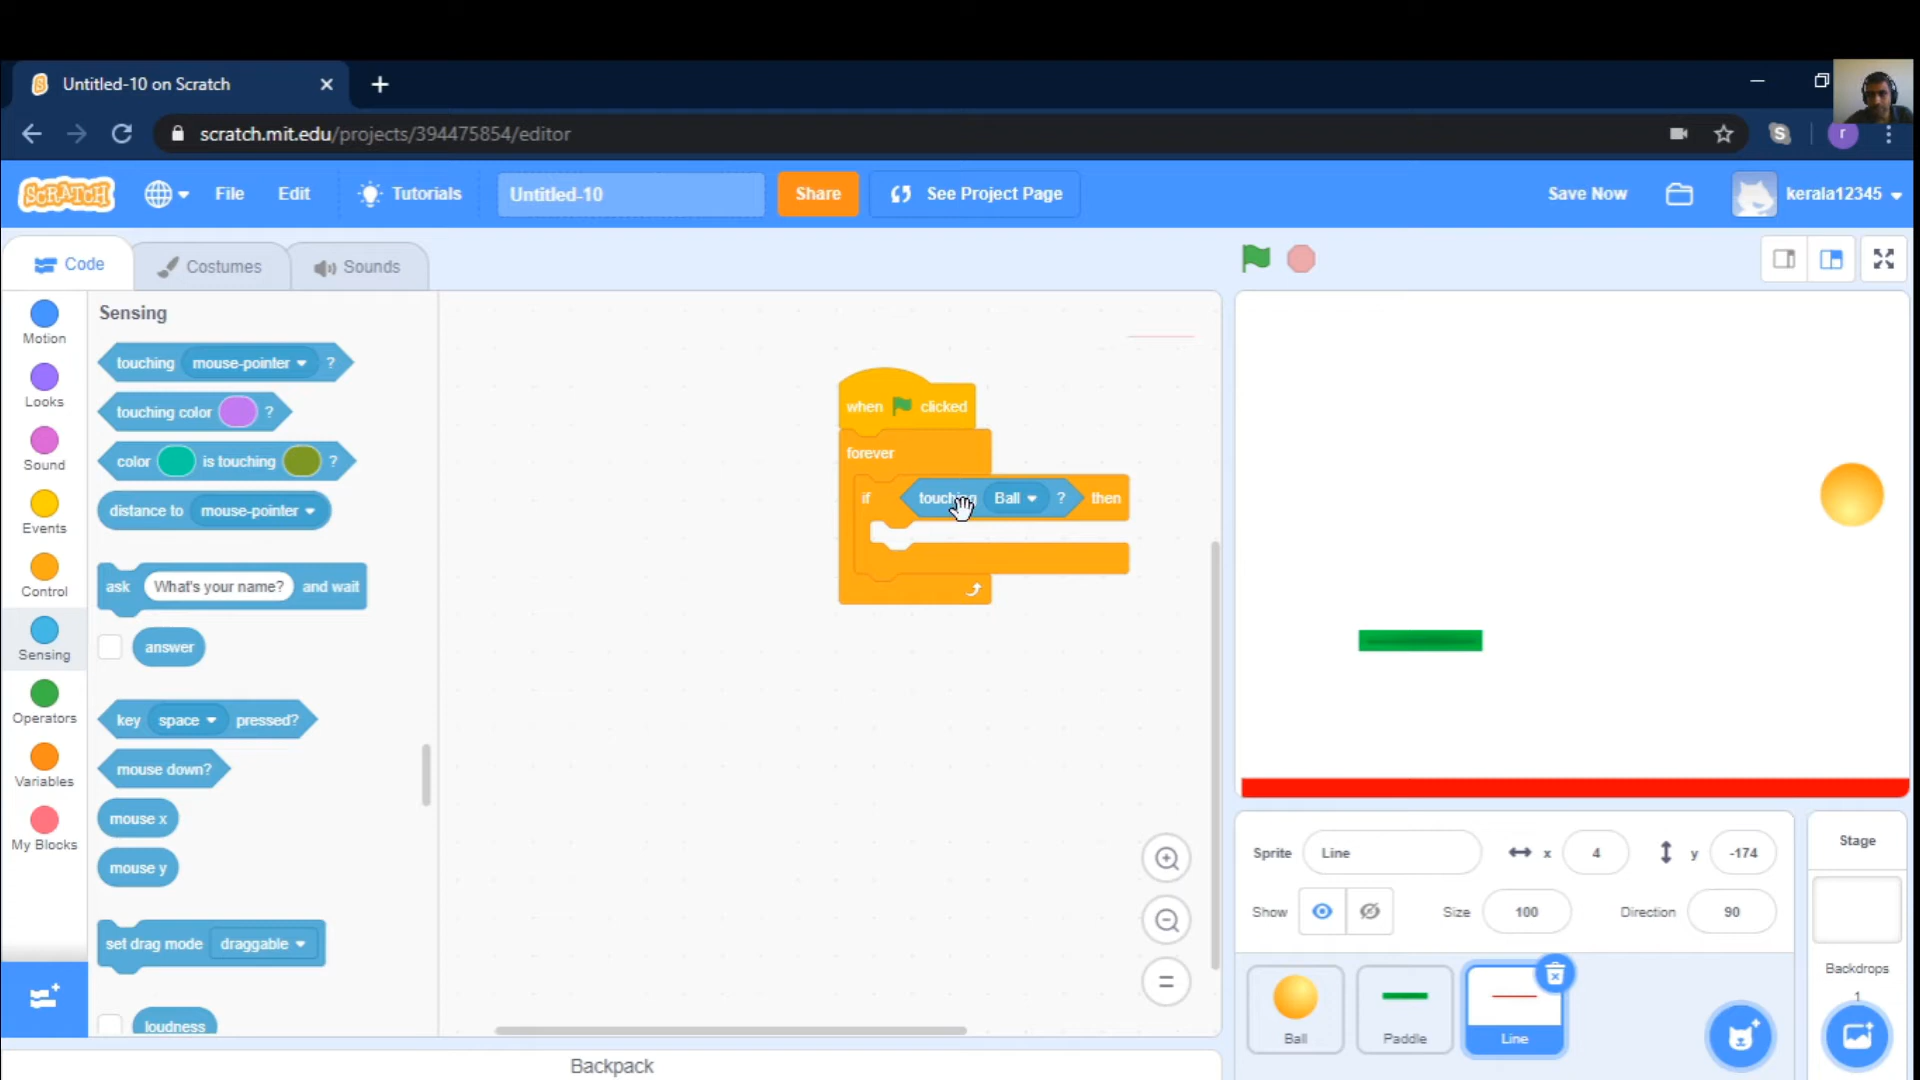 Untitled-10 on Scratch
scratch.mit.edu/projects/394475854/editor
r
SCRATCH
File
Edit
Tutorials
Untitled-10
Share
See Project Page
Save Now
kerala12345
Code
Costumes
Sounds
Motion
Looks
Sound
Events
Control
Sensing
Operators
Variables
My Blocks
Sensing
touching mouse-pointer ?
touching color ?
color is touching ?
distance to mouse-pointer
ask What's your name? and wait
answer
key space pressed?
mouse down?
mouse x
mouse y
set drag mode draggable
loudness
when clicked
forever
if touching Ball ? then
Backpack
Sprite Line x 4 y -174
Show Size 100 Direction 90
Ball
Paddle
Line
Stage
Backdrops
1